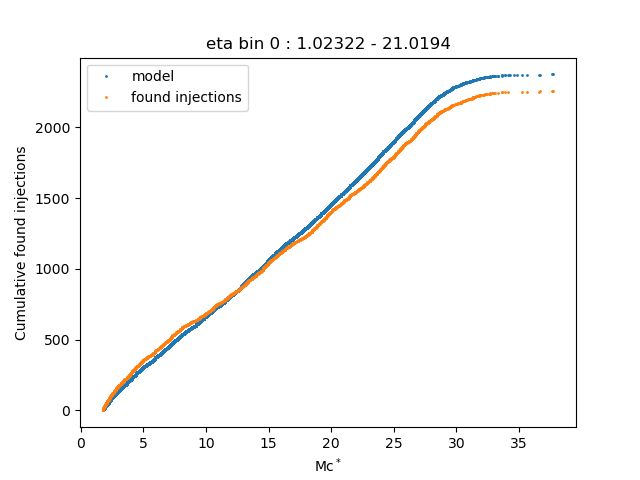 eta bin 0 : 1.02322 - 21.0194
model
found injections
Cumulative found injections
2000
1500
1000
500
0
0 5 10 15 20 25 30 35
Mc*